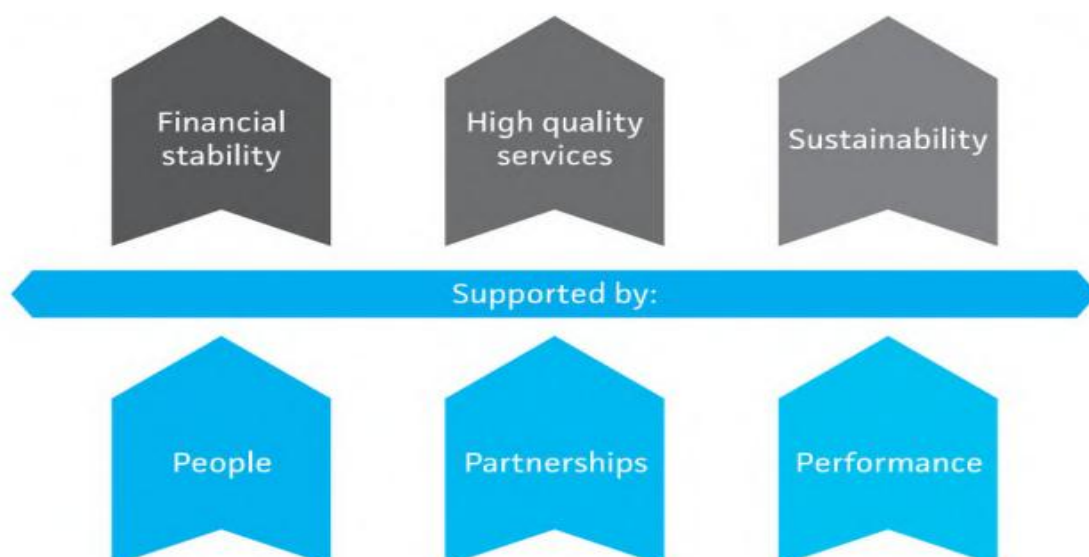 Financial
stability
High quality
services
Sustainability
Supported by:
People
Partnerships
Performance